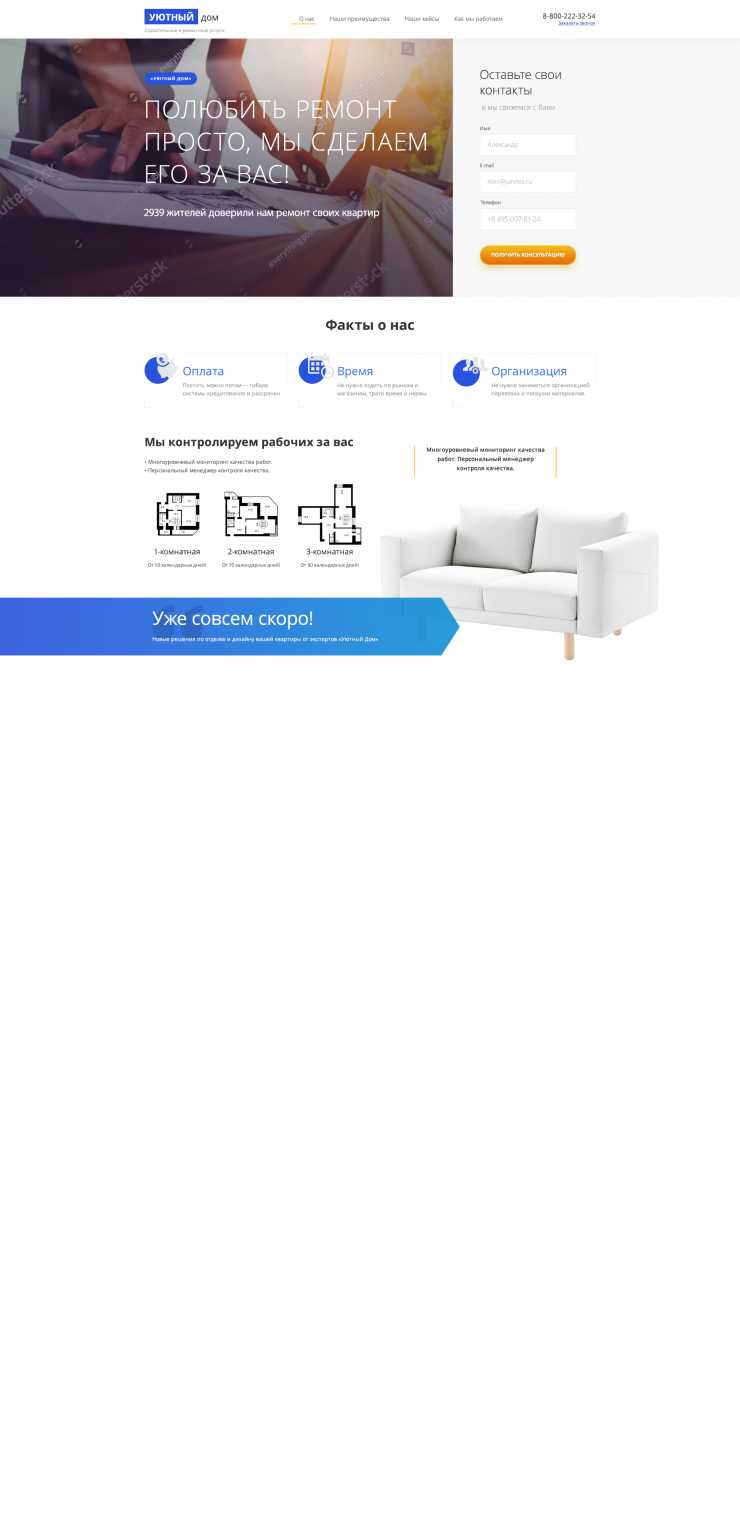 УЮТНЫЙ ДОМ
Строительные и ремонтные услуги
О нас
Наши преимущества
Наши кейсы
Как мы работаем
8-800-222-32-54
Заказать звонок
«УЮТНЫЙ ДОМ»
ПОЛЮБИТЬ РЕМОНТ
ПРОСТО, МЫ СДЕЛАЕМ
ЕГО ЗА ВАС!
2939 жителей доверили нам ремонт своих квартир
Оставьте свои
контакты
и мы свяжемся с Вами
Имя
Александр
E-mail
Alex@yandex.ru
Телефон
+8 495-007-81-24
ПОЛУЧИТЬ КОНСУЛЬТАЦИЮ
Факты о нас
Оплата
Платить можно потом — гибкие
системы кредитования и рассрочки
Время
Не нужно ходить по рынкам и
магазинам, тратя время и нервы
Организация
Не нужно заниматься организацией
перевозки и погрузки материалов.
Мы контролируем рабочих за вас
• Многоуровневый мониторинг качества работ.
• Персональный менеджер контроля качества.
Многоуровневый мониторинг качества
работ. Персональный менеджер
контроля качества.
1-комнатная
2-комнатная
3-комнатная
От 50 календарных дней!
От 70 календарных дней!
От 90 календарных дней!
Уже совсем скоро!
Новые решения по отделке и дизайну вашей квартиры от экспертов «Уютный Дом»